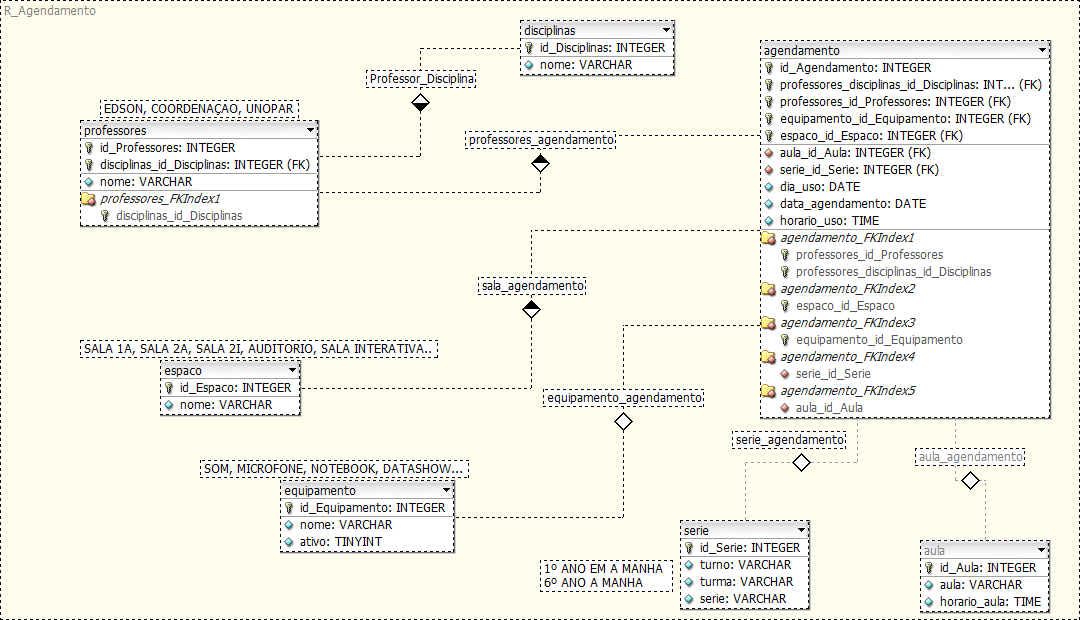 R_Agendamento
disciplinas
id_Disciplinas: INTEGER
nome: VARCHAR
Professor_Disciplina
EDSON, COORDENAÇAO, UNOPAR
professores
id_Professores: INTEGER
disciplinas_id_Disciplinas: INTEGER (FK)
nome: VARCHAR
professores_FKIndex1
disciplinas_id_Disciplinas
professores_agendamento
agendamento
id_Agendamento: INTEGER
professores_disciplinas_id_Disciplinas: INT... (FK)
professores_id_Professores: INTEGER (FK)
equipamento_id_Equipamento: INTEGER (FK)
espaco_id_Espaco: INTEGER (FK)
aula_id_Aula: INTEGER (FK)
serie_id_Serie: INTEGER (FK)
dia_uso: DATE
data_agendamento: DATE
horario_uso: TIME
agendamento_FKIndex1
professores_id_Professores
professores_disciplinas_id_Disciplinas
agendamento_FKIndex2
espaco_id_Espaco
agendamento_FKIndex3
equipamento_id_Equipamento
agendamento_FKIndex4
serie_id_Serie
agendamento_FKIndex5
aula_id_Aula
sala_agendamento
SALA 1A, SALA 2A, SALA 2I, AUDITORIO, SALA INTERATIVA..
espaco
id_Espaco: INTEGER
nome: VARCHAR
equipamento_agendamento
SOM, MICROFONE, NOTEBOOK, DATASHOW...
equipamento
id_Equipamento: INTEGER
nome: VARCHAR
ativo: TINYINT
serie_agendamento
aula_agendamento
1º ANO EM A MANHA
6º ANO A MANHA
serie
id_Serie: INTEGER
turno: VARCHAR
turma: VARCHAR
serie: VARCHAR
aula
id_Aula: INTEGER
aula: VARCHAR
horario_aula: TIME